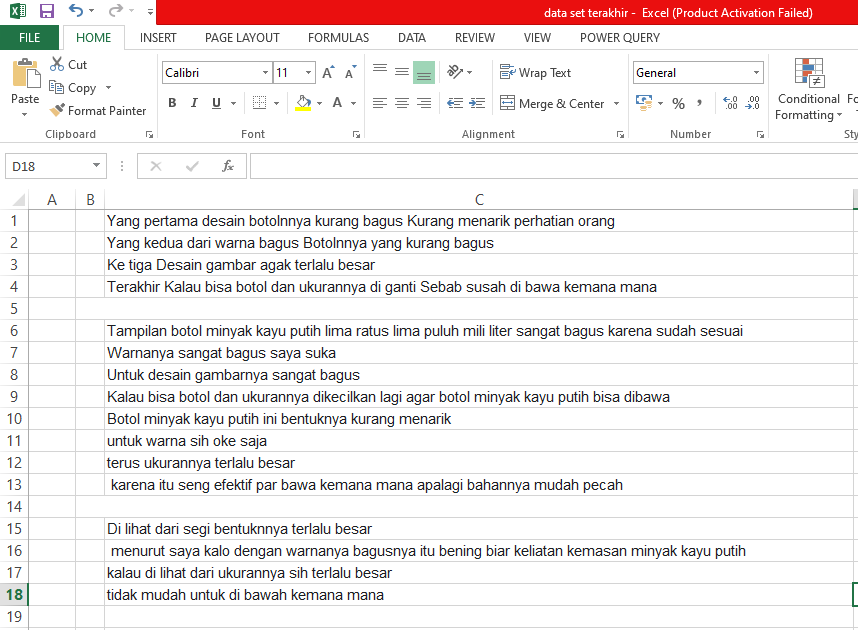 data set terakhir - Excel (Product Activation Failed)
FILE HOME INSERT PAGE LAYOUT FORMULAS DATA REVIEW VIEW POWER QUERY
Cut
Copy
Format Painter
Paste
Clipboard
Calibri 11
B I U A
Font
Wrap Text
Merge & Center
Alignment
General
% ,
Number
Conditional
Formatting
D18
fx
A B C
1 Yang pertama desain botolnnya kurang bagus Kurang menarik perhatian orang
2 Yang kedua dari warna bagus Botolnnya yang kurang bagus
3 Ke tiga Desain gambar agak terlalu besar
4 Terakhir Kalau bisa botol dan ukurannya di ganti Sebab susah di bawa kemana mana
5
6 Tampilan botol minyak kayu putih lima ratus lima puluh mili liter sangat bagus karena sudah sesuai
7 Warnanya sangat bagus saya suka
8 Untuk desain gambarnya sangat bagus
9 Kalau bisa botol dan ukurannya dikecilkan lagi agar botol minyak kayu putih bisa dibawa
10 Botol minyak kayu putih ini bentuknya kurang menarik
11 untuk warna sih oke saja
12 terus ukurannya terlalu besar
13 karena itu seng efektif par bawa kemana mana apalagi bahannya mudah pecah
14
15 Di lihat dari segi bentuknnya terlalu besar
16 menurut saya kalo dengan warnanya bagusnya itu bening biar keliatan kemasan minyak kayu putih
17 kalau di lihat dari ukurannya sih terlalu besar
18 tidak mudah untuk di bawah kemana mana
19